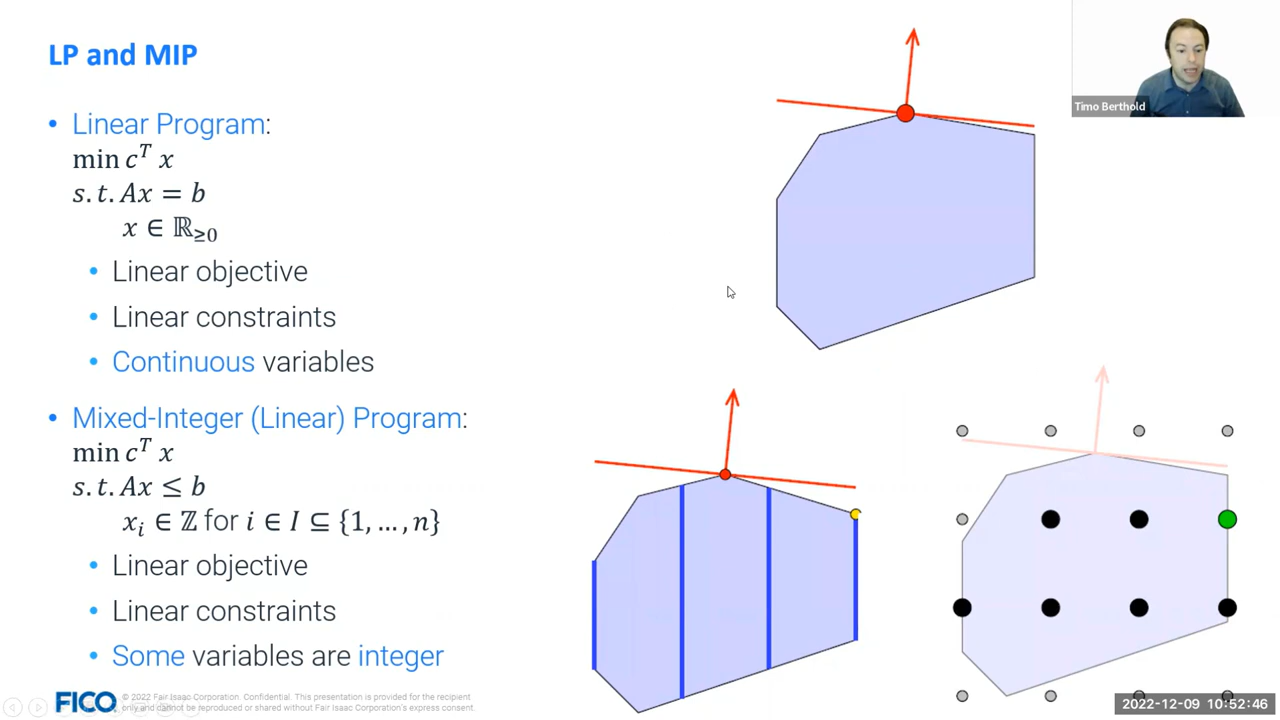 LP and MIP
• Linear Program:
min cᵀ x
s.t. Ax = b
x ∈ ℝ≥0
• Linear objective
• Linear constraints
• Continuous variables
• Mixed-Integer (Linear) Program:
min cᵀ x
s.t. Ax ≤ b
xᵢ ∈ ℤ for i ∈ I ⊆ {1, …, n}
• Linear objective
• Linear constraints
• Some variables are integer
Timo Berthold
FICO
© 2022 Fair Isaac Corporation. Confidential. This presentation is provided for the recipient
only and cannot be reproduced or shared without Fair Isaac Corporation's express consent.
2022-12-09 10:52:46